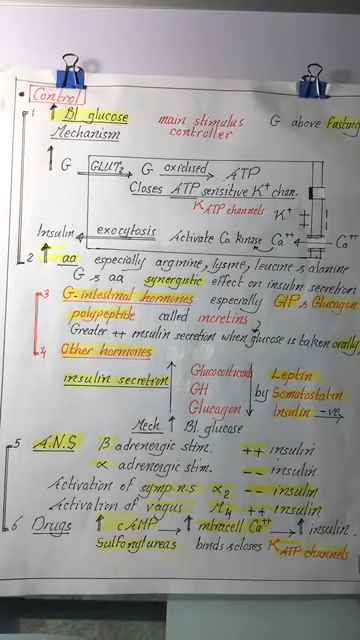 • Control
1 ↑ Bl. glucose main stimulus G above fasting
Mechanism controller
↑ G GLUT2 G oxidised → ATP
Closes ATP sensitive K+ chan.
K ATP channels K+
Insulin ← exocytosis Activate Ca kinase Ca++ ← Ca++
2 ↑ aa especially arginine, lysine, leucine & alanine
G & aa synergistic effect on insulin secretion
3 G-intestinal hormones especially GIP & Glucagon
polypeptide called incretins
Greater ++ insulin secretion when glucose is taken orally
4 Other hormones
insulin secretion ↑ Glucocorticoid ↓ by Leptin
GH Somatostatin
Glucagon Insulin -ve
Mech ↑ Bl. glucose
5 A.N.S β adrenergic stim. ++ insulin
α adrenergic stim. -- insulin
Activation of symp.n.s α2 -- insulin
Activation of vagus M4 ++ insulin
6 Drugs ↑ cAMP → ↑ intracell Ca++ → ↑ insulin.
Sulfonylureas binds & closes K ATP channels